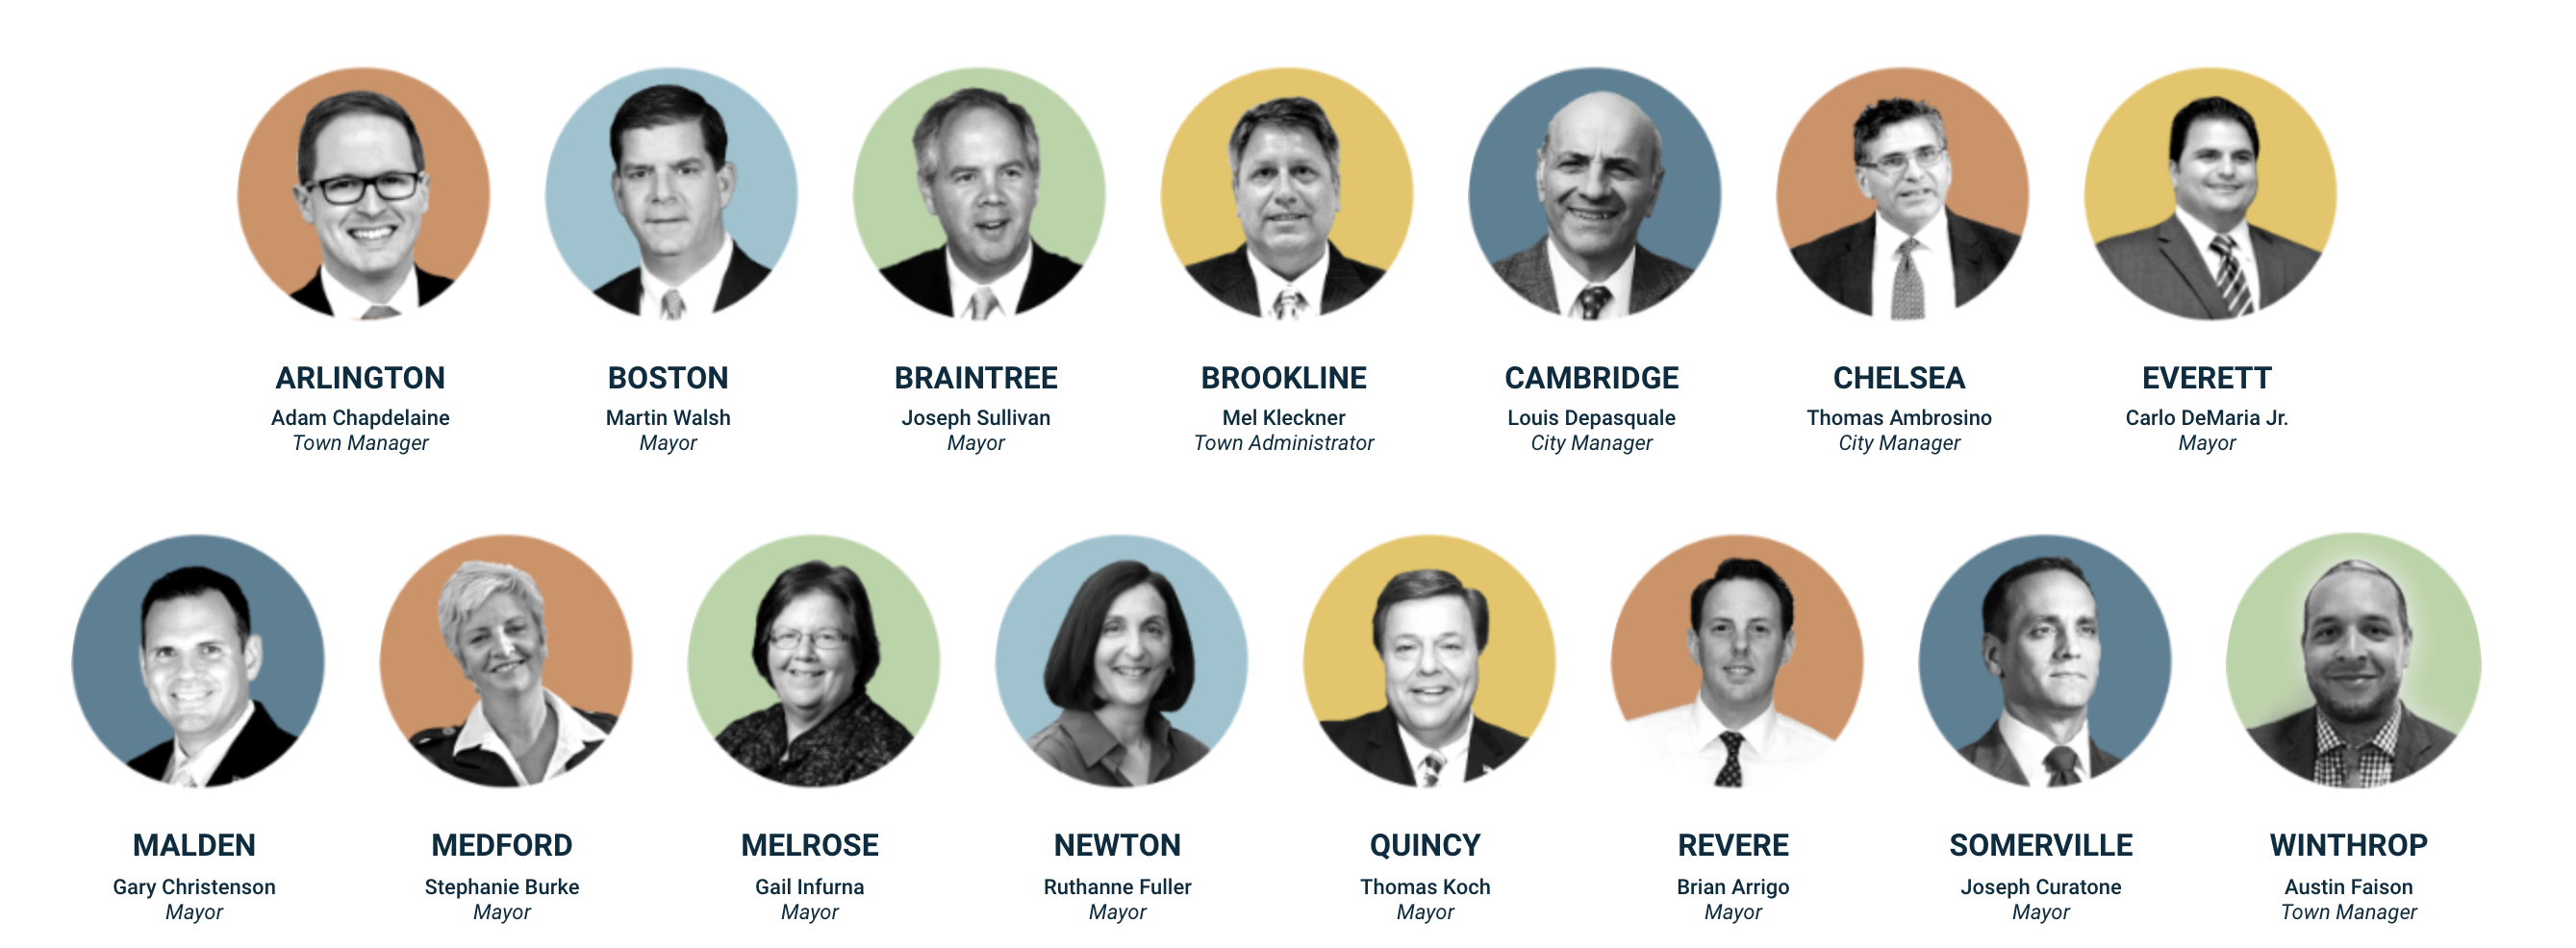 ARLINGTON
Adam Chapdelaine
Town Manager
BOSTON
Martin Walsh
Mayor
BRAINTREE
Joseph Sullivan
Mayor
BROOKLINE
Mel Kleckner
Town Administrator
CAMBRIDGE
Louis Depasquale
City Manager
CHELSEA
Thomas Ambrosino
City Manager
EVERETT
Carlo DeMaria Jr.
Mayor
MALDEN
Gary Christenson
Mayor
MEDFORD
Stephanie Burke
Mayor
MELROSE
Gail Infurna
Mayor
NEWTON
Ruthanne Fuller
Mayor
QUINCY
Thomas Koch
Mayor
REVERE
Brian Arrigo
Mayor
SOMERVILLE
Joseph Curatone
Mayor
WINTHROP
Austin Faison
Town Manager